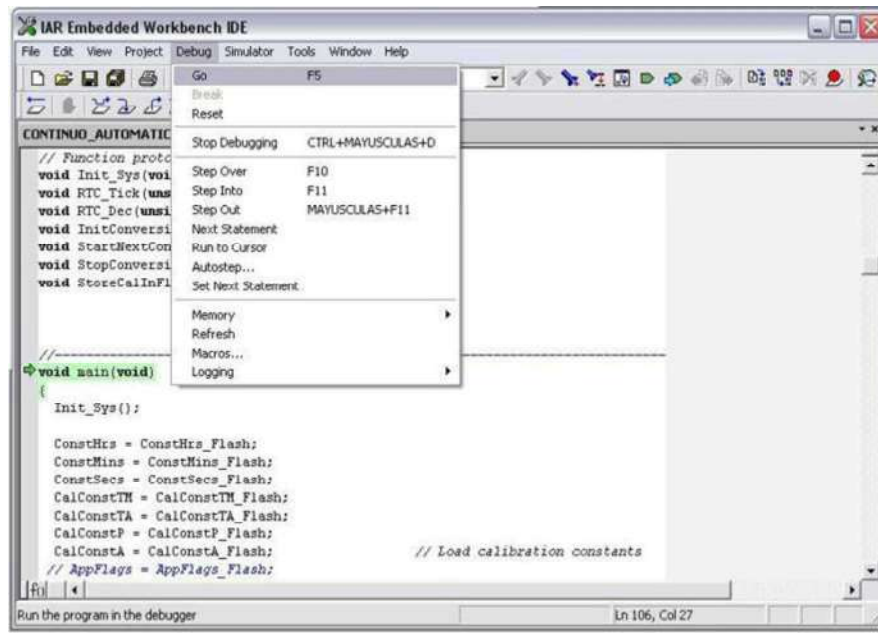 IAR Embedded Workbench IDE
File Edit View Project Debug Simulator Tools Window Help
Go F5
Break
Reset
Stop Debugging CTRL+MAYUSCULAS+D
Step Over F10
Step Into F11
Step Out MAYUSCULAS+F11
Next Statement
Run to Cursor
Autostep...
Set Next Statement
Memory
Refresh
Macros...
Logging
CONTINUO_AUTOMATIC
// Function proto
void Init_Sys(voi
void RTC_Tick(uns
void RTC_Dec(unsi
void InitConversi
void StartNextCon
void StopConversi
void StoreCalInFl
//------------------------------------------------------------
void main(void)
{
Init_Sys();
ConstHrs = ConstHrs_Flash;
ConstMins = ConstMins_Flash;
ConstSecs = ConstSecs_Flash;
CalConstTM = CalConstTM_Flash;
CalConstTA = CalConstTA_Flash;
CalConstP = CalConstP_Flash;
CalConstA = CalConstA_Flash; // Load calibration constants
// AppFlags = AppFlags_Flash;
fo
Run the program in the debugger Ln 106, Col 27